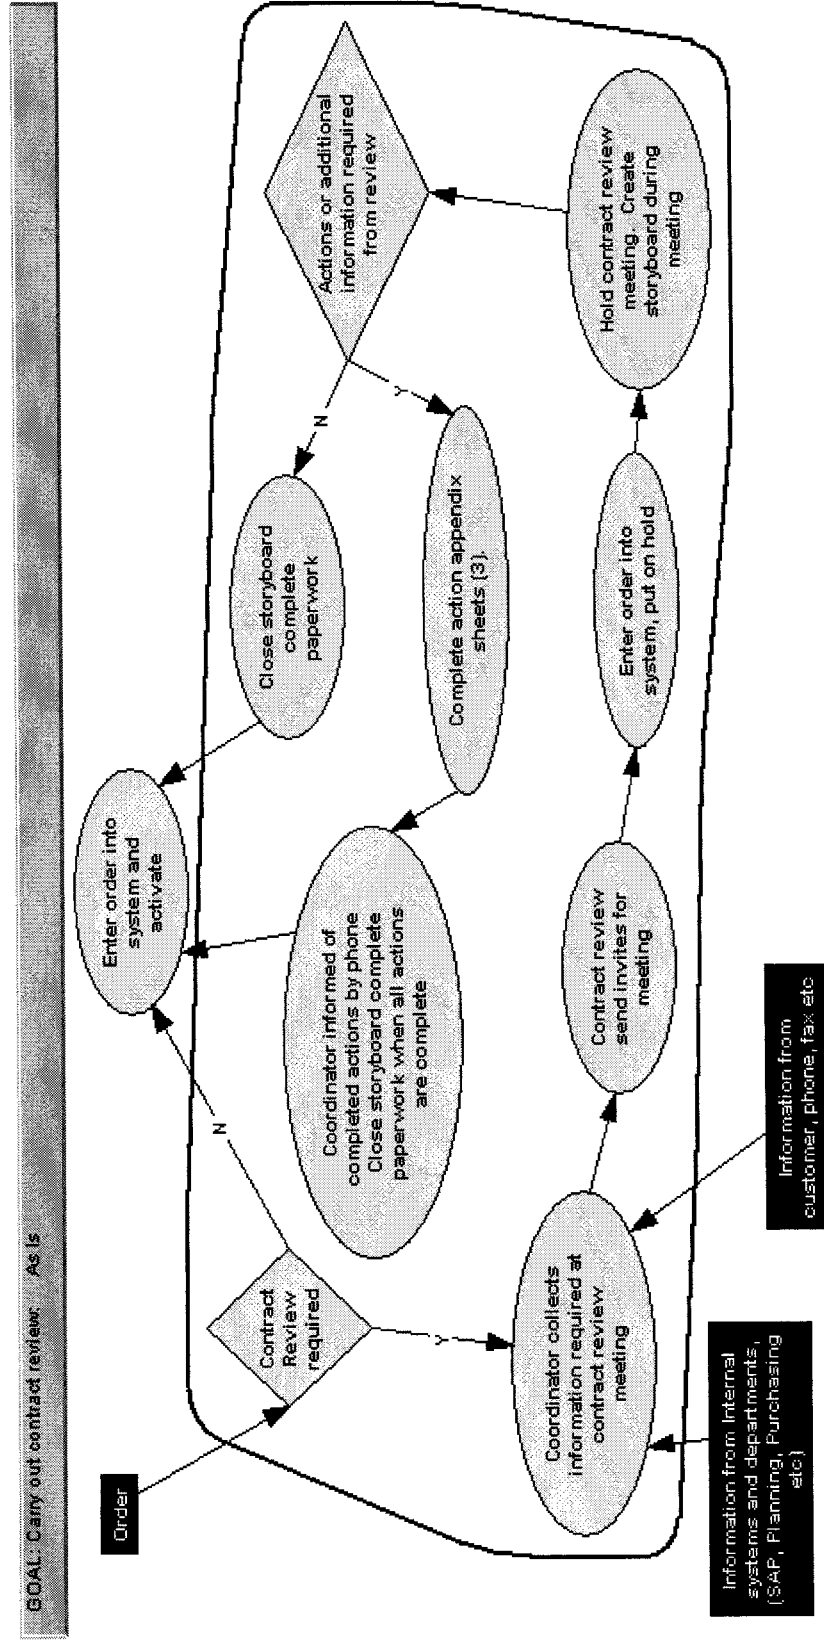 GOAL: Carry out contract review: As Is
Order
Contract
Review
required
N
Y
Enter order into
system and
activate
Coordinator informed of
completed actions by phone
Close storyboard complete
paperwork when all actions
are complete
Close storyboard
complete
paperwork
Complete action appendix
sheets (3).
N
Y
Actions or additional
information required
from review
Coordinator collects
information required at
contract review
meeting
Contract review
send invites for
meeting
Enter order into
system, put on hold
Hold contract review
meeting. Create
storyboard during
meeting
Information from Internal
systems and departments,
(SAP, Planning, Purchasing
etc)
Information from
customer, phone, fax etc